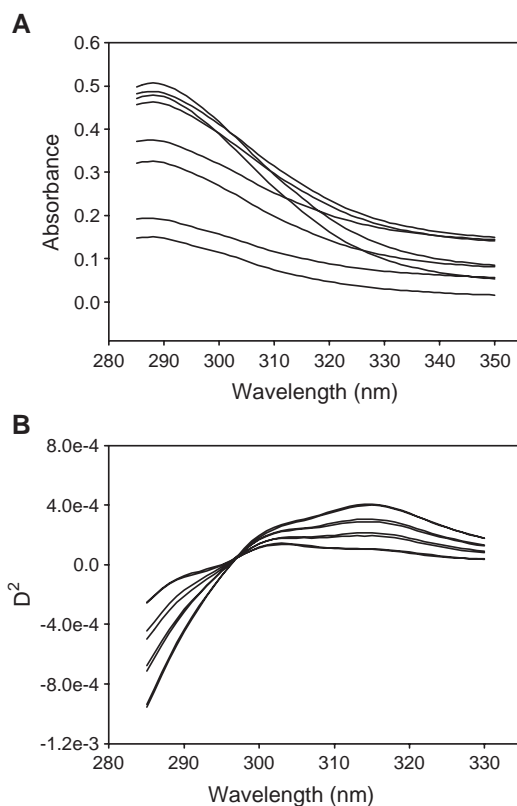 A
0.6
0.5
0.4
0.3
0.2
0.1
0.0
Absorbance
280 290 300 310 320 330 340 350
Wavelength (nm)
B
8.0e-4
4.0e-4
0.0
-4.0e-4
-8.0e-4
-1.2e-3
D²
280 290 300 310 320 330
Wavelength (nm)